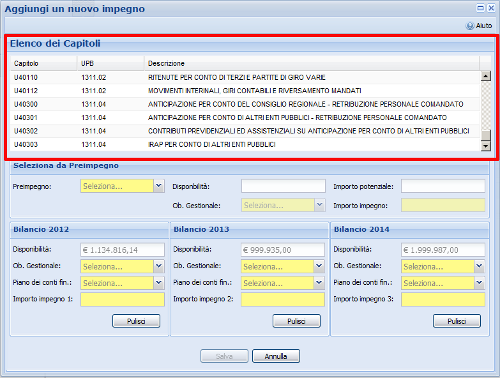 Aggiungi un nuovo impegno
Aiuto
Elenco dei Capitoli
Capitolo UPB Descrizione
U40110 1311.02 RITENUTE PER CONTO DI TERZI E PARTITE DI GIRO VARIE
U40112 1311.02 MOVIMENTI INTERNALI, GIRI CONTABILI E RIVERSAMENTO MANDATI
U40300 1311.04 ANTICIPAZIONE PER CONTO DEL CONSIGLIO REGIONALE - RETRIBUZIONE PERSONALE COMANDATO
U40301 1311.04 ANTICIPAZIONE PER CONTO DI ALTRI ENTI PUBBLICI - RETRIBUZIONE PERSONALE COMANDATO
U40302 1311.04 CONTRIBUTI PREVIDENZIALI ED ASSISTENZIALI SU ANTICIPAZIONE PER CONTO DI ALTRI ENTI PUBBLICI
U40303 1311.04 IRAP PER CONTO DI ALTRI ENTI PUBBLICI
Seleziona da Preimpegno
Preimpegno: Seleziona... Disponibilità: Importo potenziale:
Ob. Gestionale: Seleziona... Importo impegno:
Bilancio 2012 Bilancio 2013 Bilancio 2014
Disponibilità: € 1.134.816,14 Disponibilità: € 999.935,00 Disponibilità: € 1.999.987,00
Ob. Gestionale: Seleziona... Ob. Gestionale: Seleziona... Ob. Gestionale: Seleziona...
Piano dei conti fin.: Seleziona... Piano dei conti fin.: Seleziona... Piano dei conti fin.: Seleziona...
Importo impegno 1: Importo impegno 2: Importo impegno 3:
Pulisci Pulisci Pulisci
Salva Annulla